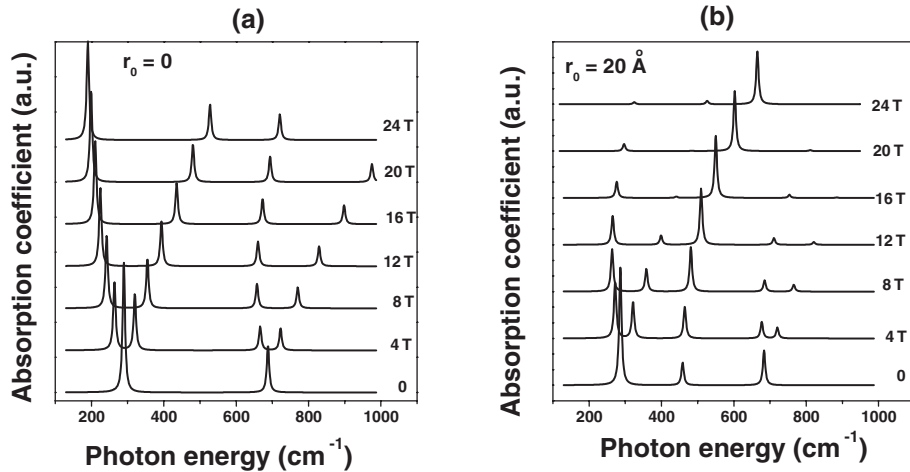 (a)
r₀ = 0
Absorption coefficient (a.u.)
24 T
20 T
16 T
12 T
8 T
4 T
0
200 400 600 800 1000
Photon energy (cm⁻¹)
(b)
r₀ = 20 Å
Absorption coefficient (a.u.)
24 T
20 T
16 T
12 T
8 T
4 T
0
200 400 600 800 1000
Photon energy (cm⁻¹)